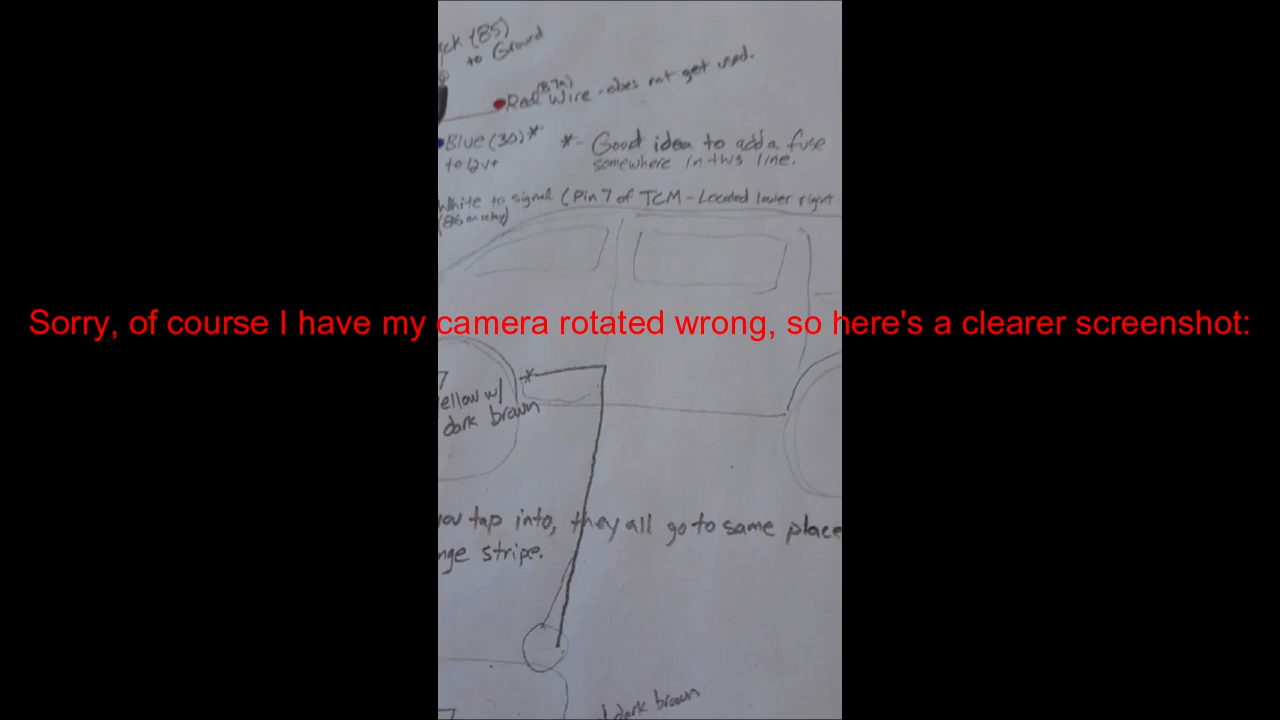 ck (85)
to Ground
(87a)
Red Wire - does not get used.
Blue (30)* *- Good idea to add a fuse
to 12v+ somewhere in this line.
White to signal (Pin 7 of TCM - Located lower right
(86 on relay)
Sorry, of course I have my camera rotated wrong, so here's a clearer screenshot:
7
ellow w/
dark brown
you tap into, they all go to same place
nge stripe.
dark brown